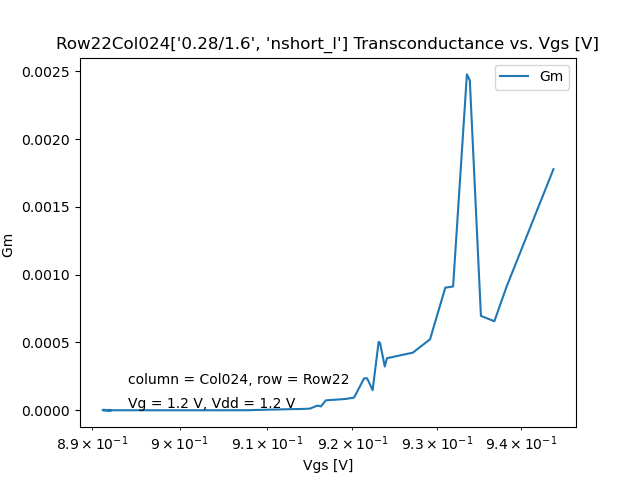 Row22Col024['0.28/1.6', 'nshort_l'] Transconductance vs. Vgs [V]
Gm
0.0025
0.0020
0.0015
0.0010
0.0005
0.0000
Gm
column = Col024, row = Row22
Vg = 1.2 V, Vdd = 1.2 V
8.9 × 10⁻¹ 9 × 10⁻¹ 9.1 × 10⁻¹ 9.2 × 10⁻¹ 9.3 × 10⁻¹ 9.4 × 10⁻¹
Vgs [V]